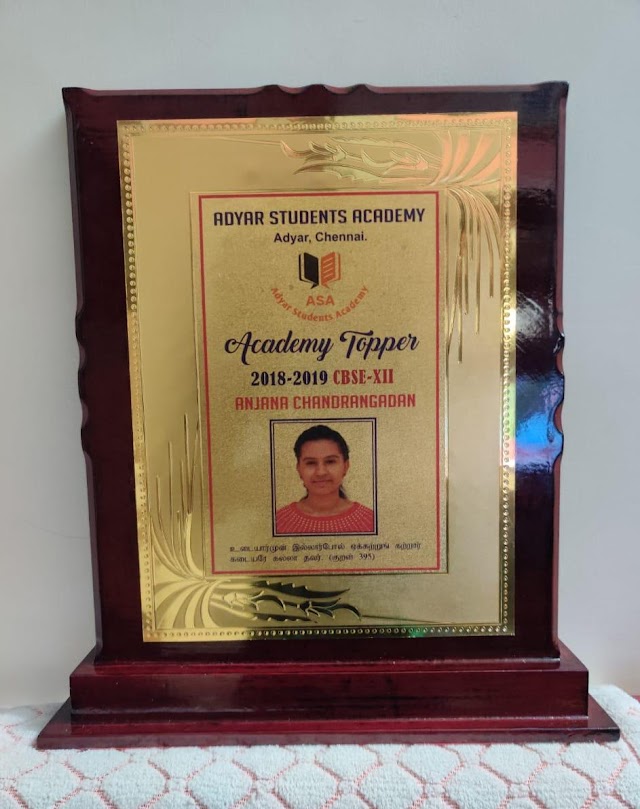 ADYAR STUDENTS ACADEMY
Adyar, Chennai.
ASA
Adyar Students Academy
Academy Topper
2018-2019 CBSE-XII
ANJANA CHANDRANGADAN
உடையார்முன் இல்லார்போல் ஏக்கற்றுங் கற்றார்
கடையரே கல்லா தவர். (குறள் 395)